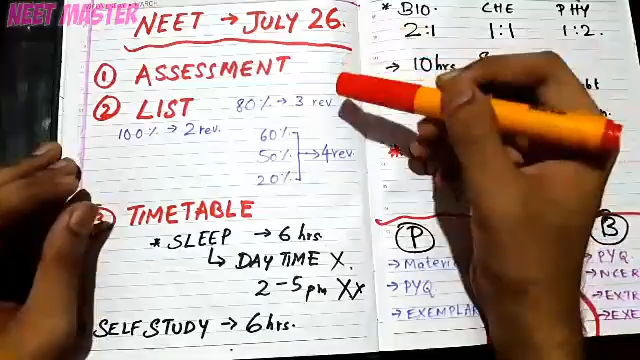 NEET MASTER
NEET → JULY 26.
① ASSESSMENT
② LIST 80% → 3 rev
100% → 2 rev.
60%
50% → 4 rev.
20%
TIMETABLE
* SLEEP → 6 hrs.
↳ DAY TIME X.
2-5 pm XX
SELF STUDY → 6 hrs.
* BIO. CHE PHY
2:1 1:1 1:2.
→ 10 hrs
P
→ Materi
→ PYQ
→ EXEMPLAR
B
→ PYQ
→ NCER
→ EXTR
→ EXE